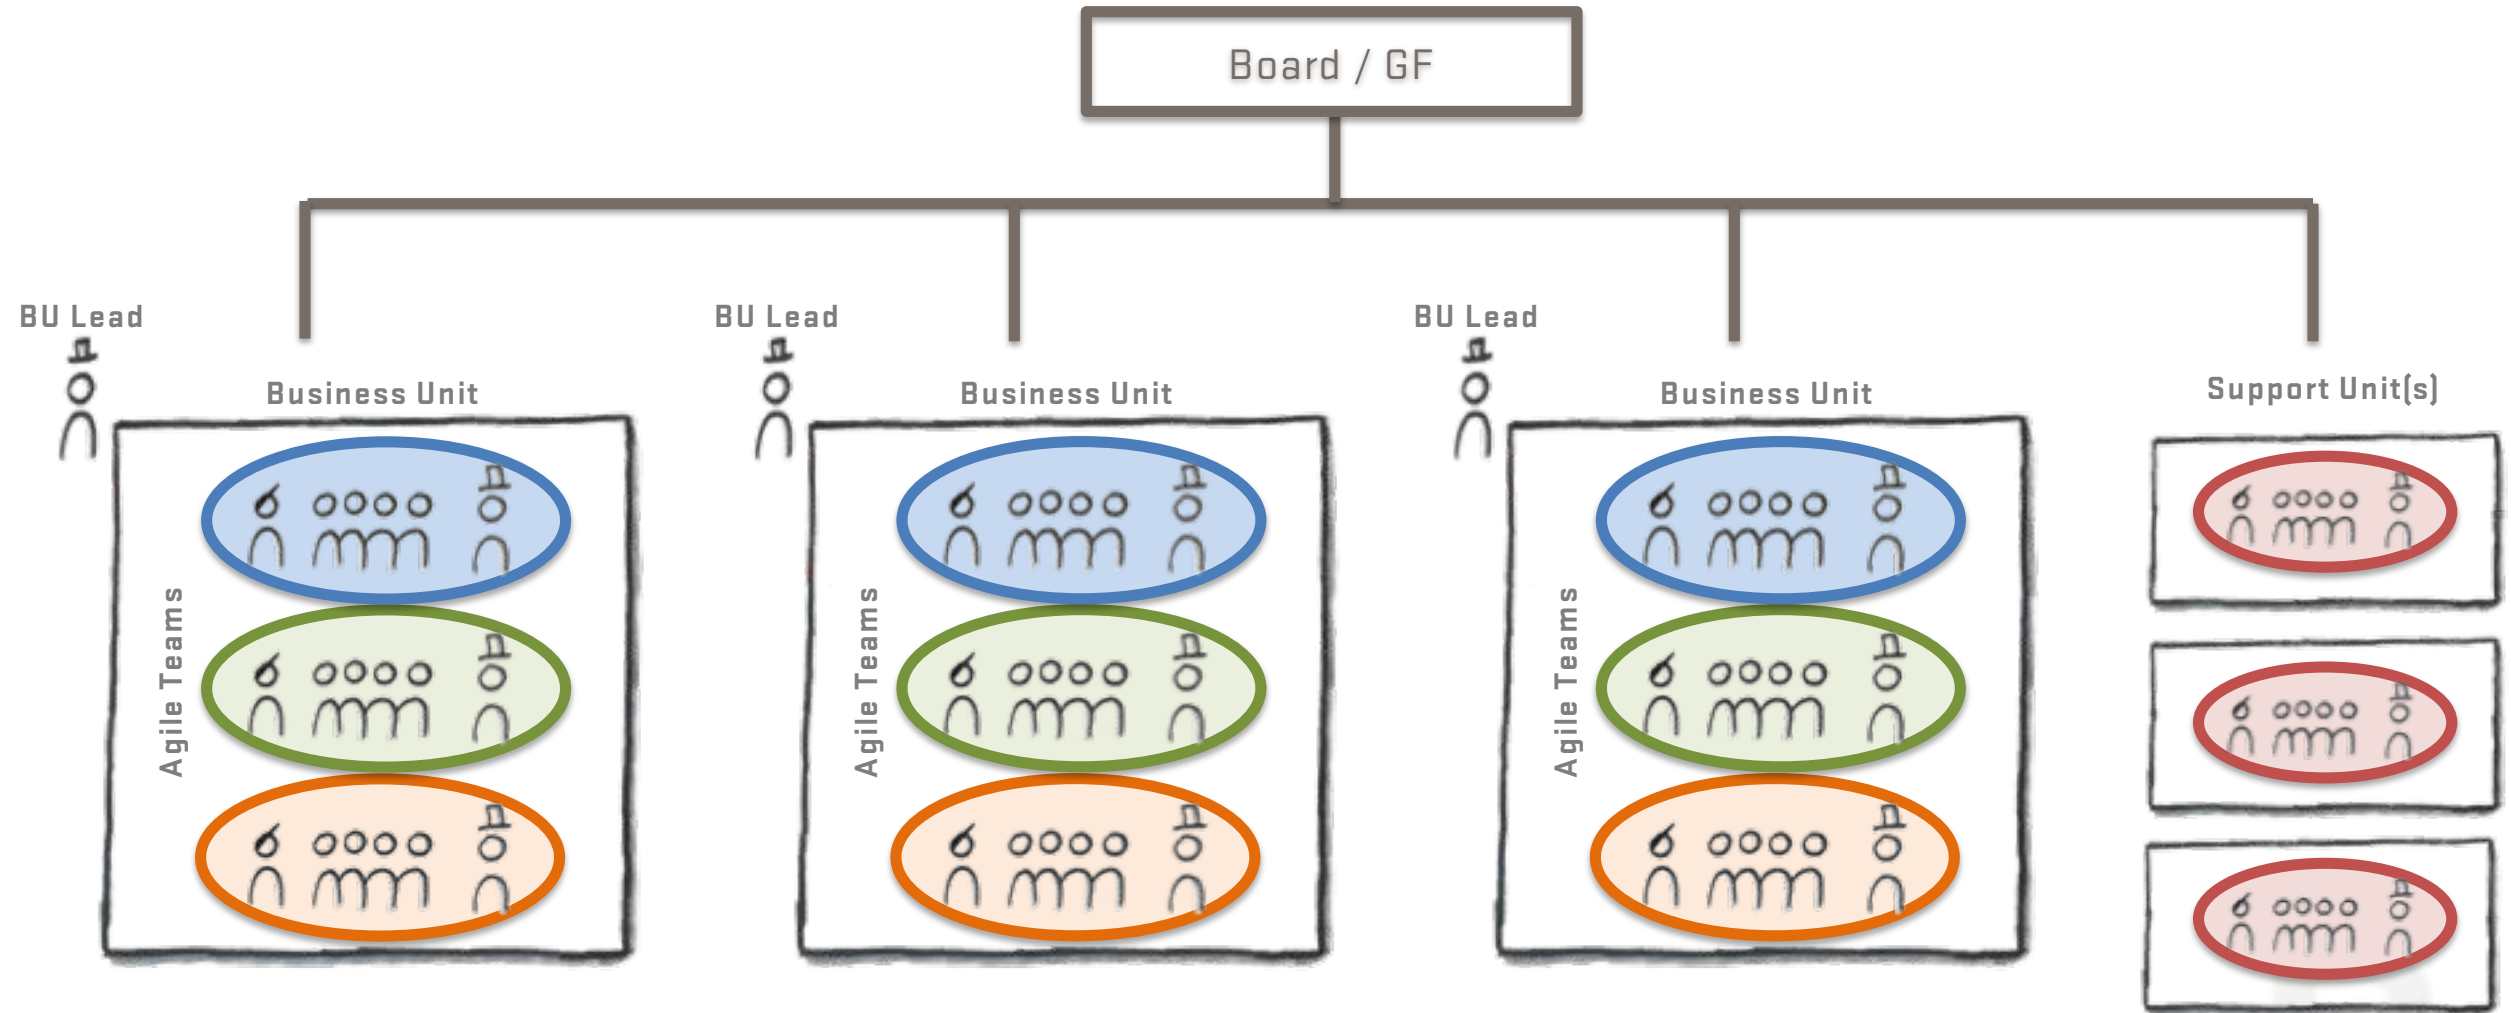 Board / GF
BU Lead
BU Lead
BU Lead
Business Unit
Business Unit
Business Unit
Support Unit(s)
Agile Teams
Agile Teams
Agile Teams